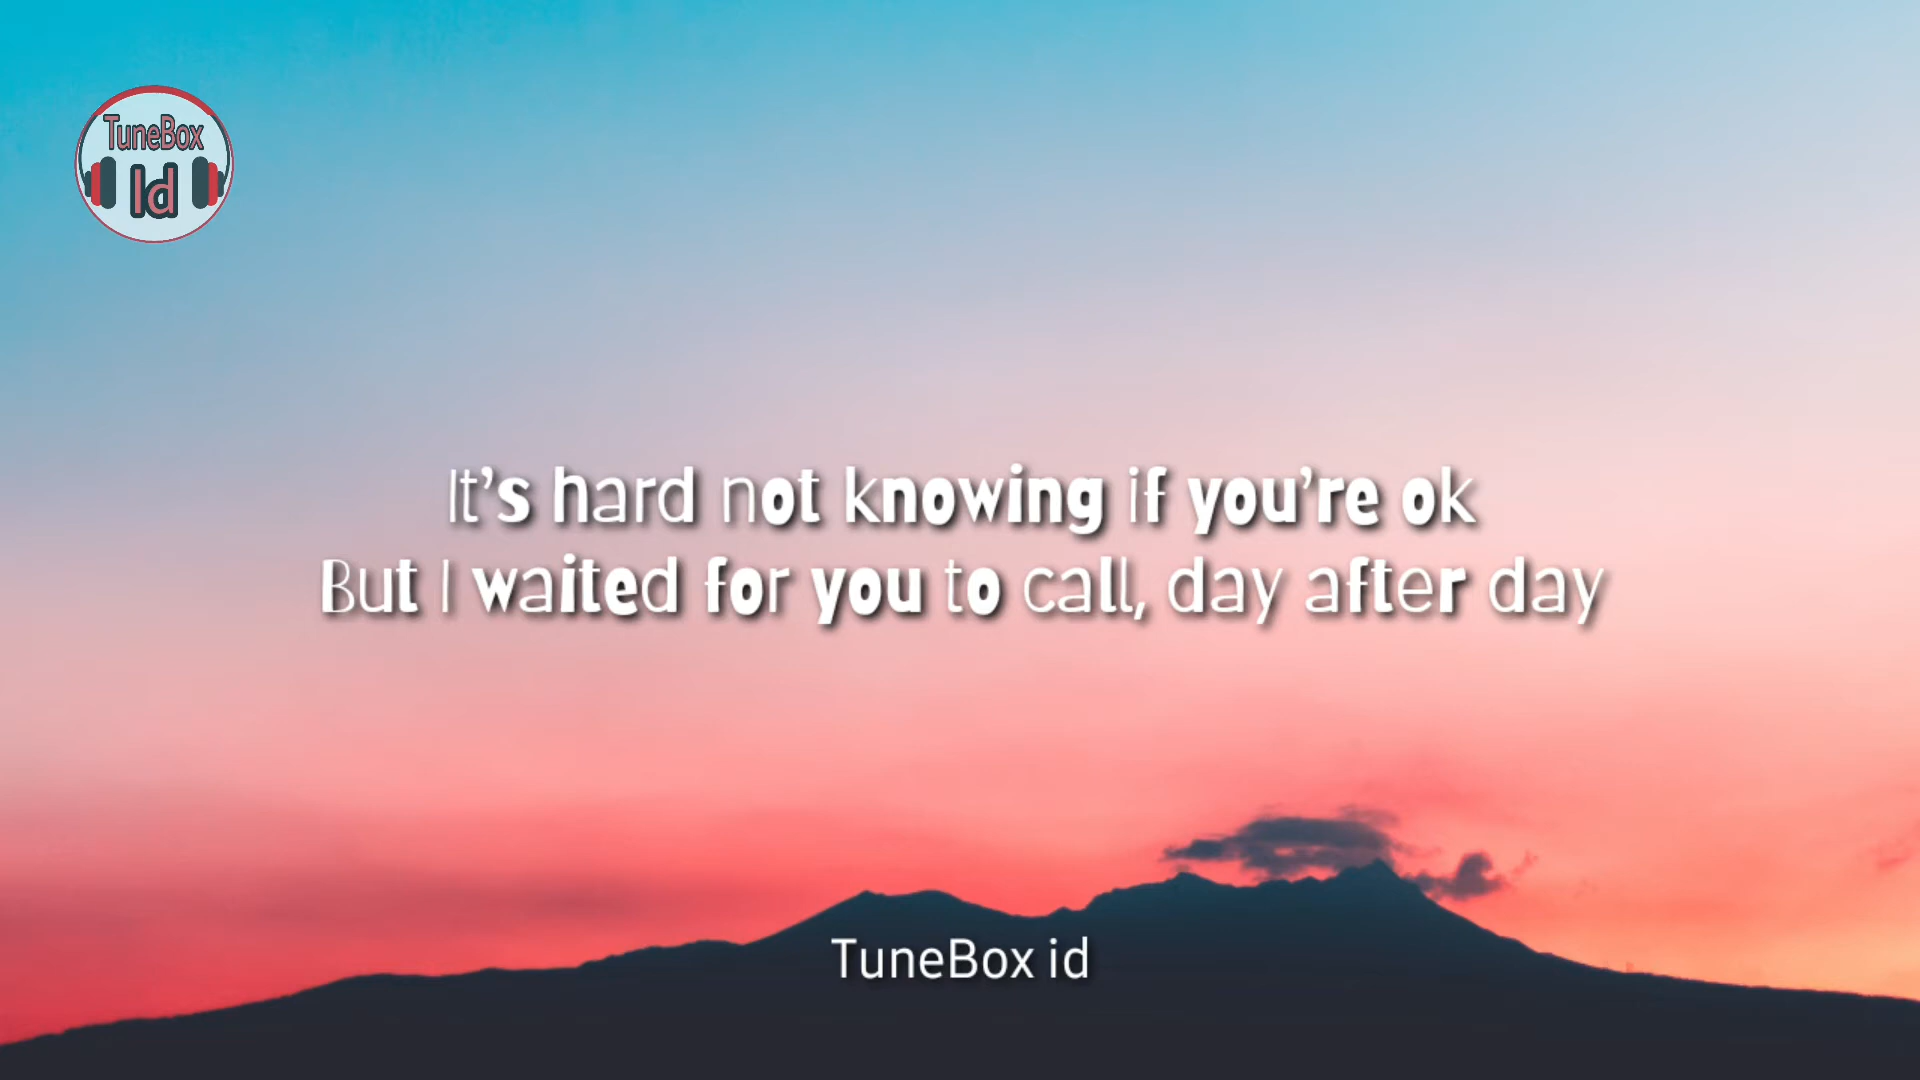 TuneBox
Id
It's hard not knowing if you're ok
But I waited for you to call, day after day
TuneBox id